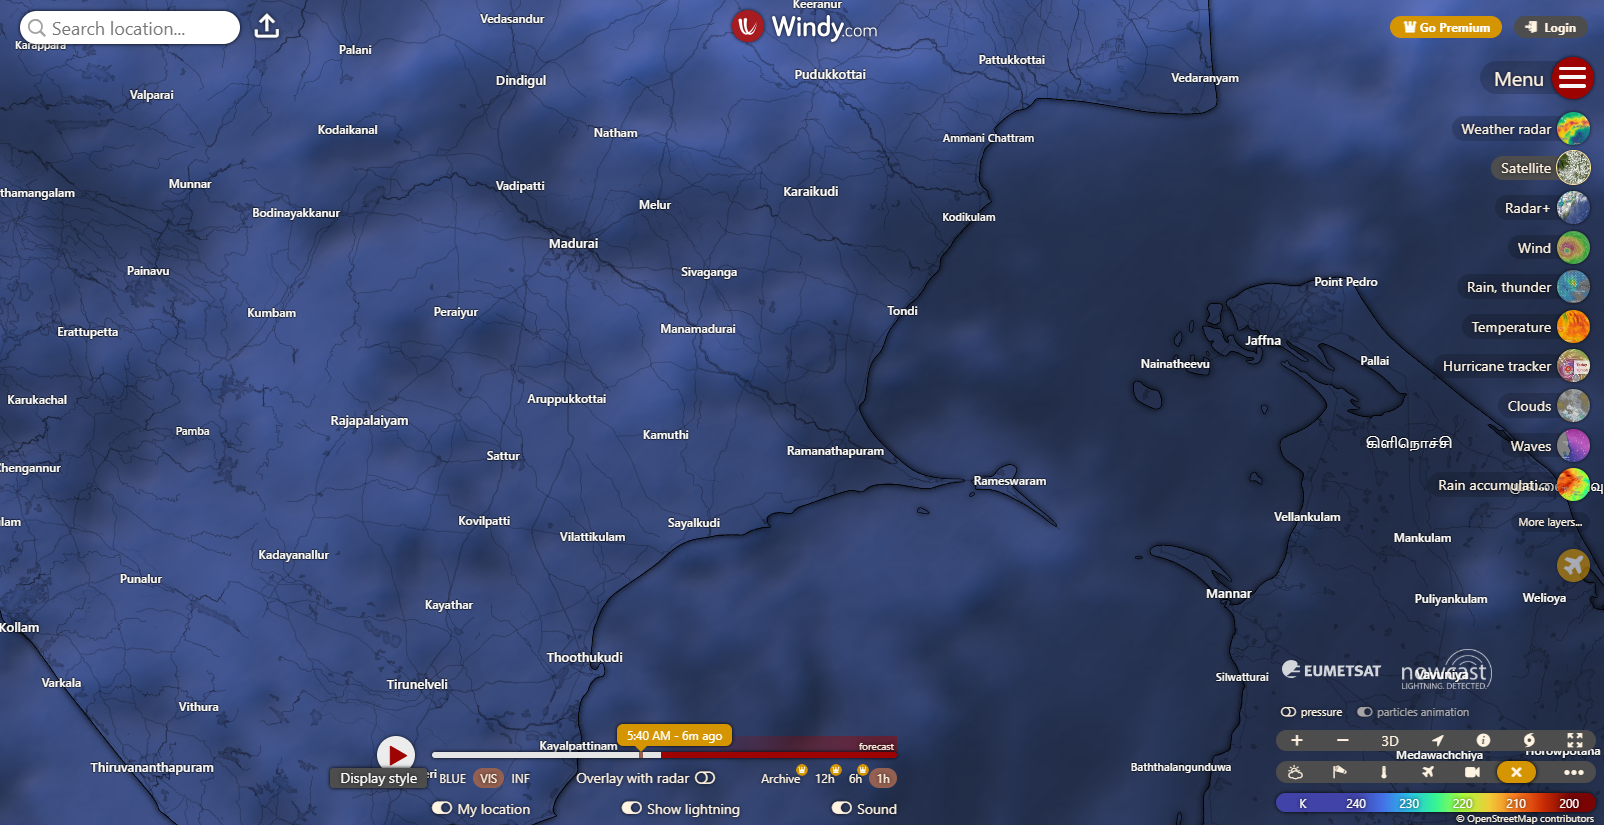 Search location...
Windy.com
Go Premium
Login
Menu
Weather radar
Satellite
Radar+
Wind
Rain, thunder
Temperature
Hurricane tracker
Clouds
Waves
Rain accumulati
More layers...
Keeranur
Vedasandur
Karappara
Palani
Pattukkottai
Dindigul
Pudukkottai
Vedaranyam
Valparai
Kodaikanal
Natham
Ammani Chattram
Munnar
Vadipatti
Karaikudi
thamangalam
Melur
Bodinayakkanur
Kodikulam
Madurai
Painavu
Sivaganga
Point Pedro
Kumbam
Peraiyur
Tondi
Erattupetta
Manamadurai
Jaffna
Nainatheevu
Pallai
Karukachal
Aruppukkottai
Rajapalaiyam
Pamba
Kamuthi
கிளிநொச்சி
Sattur
Ramanathapuram
Chengannur
Rameswaram
Vellankulam
lam
Kovilpatti
Sayalkudi
Vilattikulam
Mankulam
Kadayanallur
Punalur
Mannar
Puliyankulam
Welioya
Kayathar
Kollam
Thoothukudi
EUMETSAT
nowcast
Vavuniya
LIGHTNING. DETECTED.
Silwatturai
Varkala
Tirunelveli
Vithura
pressure
particles animation
5:40 AM - 6m ago
Kayalpattinam
forecast
3D
Medawachchiya
Horowpotana
Thiruvananthapuram
Baththalangunduwa
Display style
eri
BLUE
VIS
INF
Overlay with radar
Archive
12h
6h
1h
My location
Show lightning
Sound
K 240 230 220 210 200
© OpenStreetMap contributors